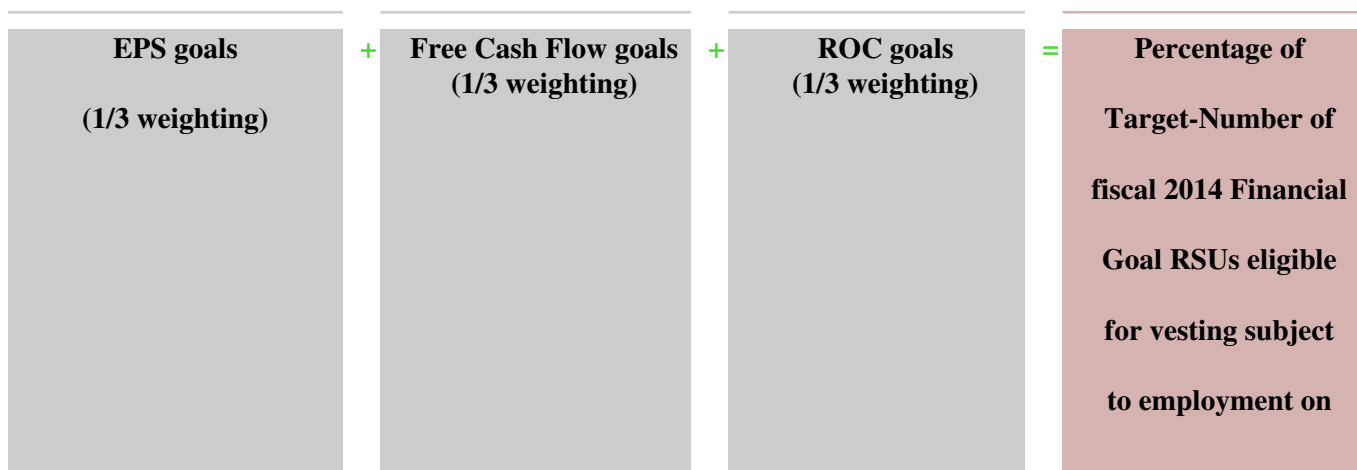 EPS goals
(1/3 weighting)
+
Free Cash Flow goals
(1/3 weighting)
+
ROC goals
(1/3 weighting)
=
Percentage of
Target-Number of
fiscal 2014 Financial
Goal RSUs eligible
for vesting subject
to employment on